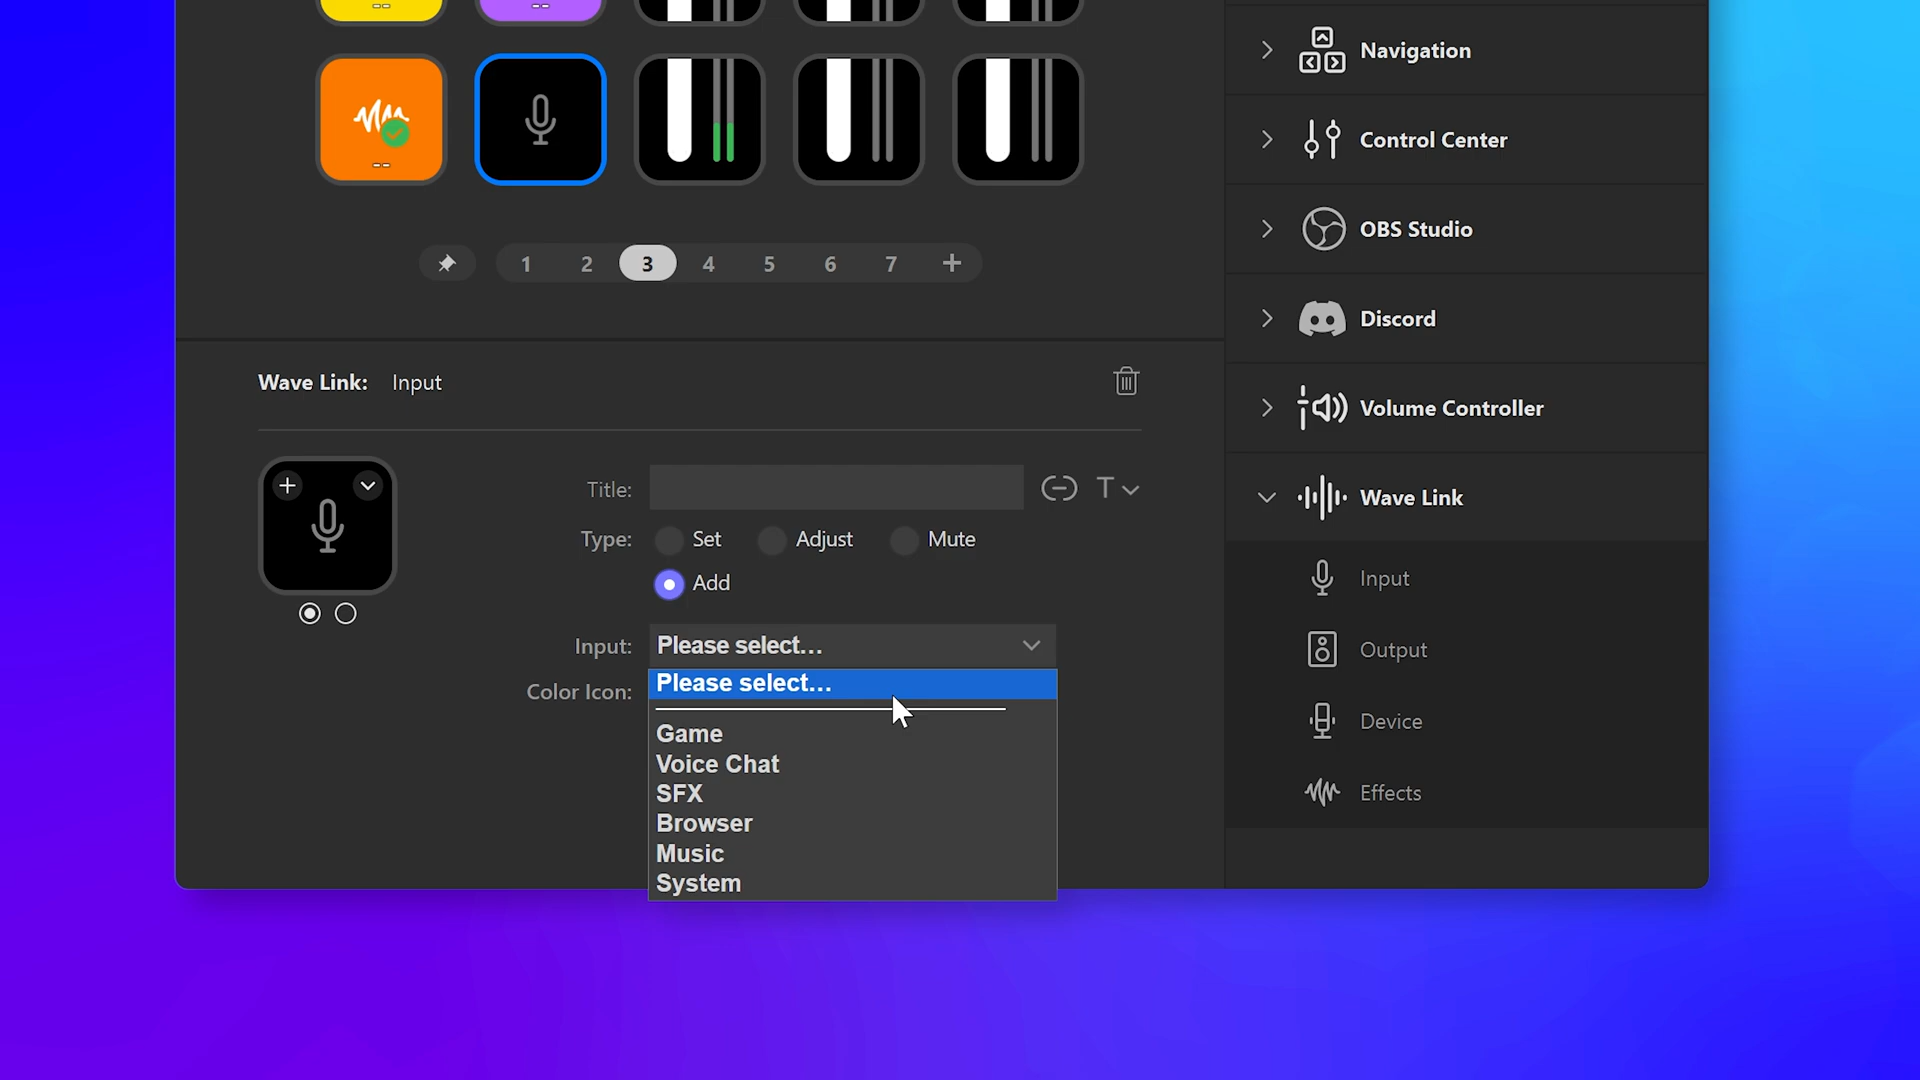 --
--
--
1 2 3 4 5 6 7 +
Wave Link: Input
Title:
T
Type: Set Adjust Mute
Add
Input: Please select...
Color Icon: Please select...
Game
Voice Chat
SFX
Browser
Music
System
Navigation
Control Center
OBS Studio
Discord
Volume Controller
Wave Link
Input
Output
Device
Effects